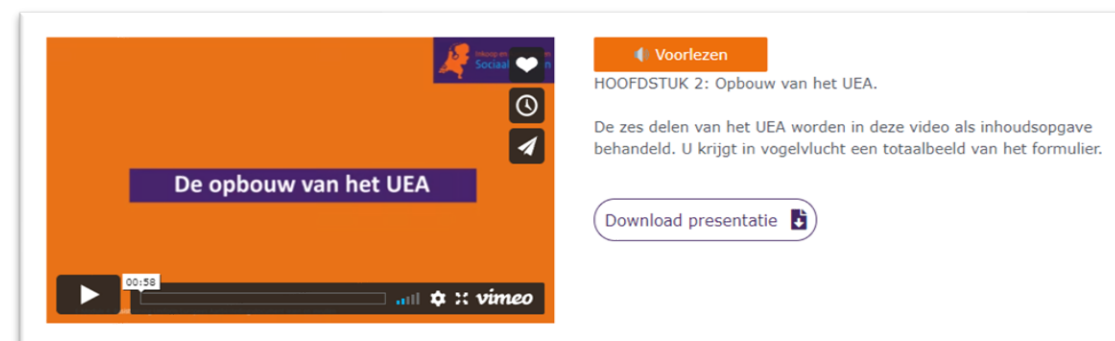 Inkoop en
Sociaal
De opbouw van het UEA
00:58
vimeo
Voorlezen
HOOFDSTUK 2: Opbouw van het UEA.
De zes delen van het UEA worden in deze video als inhoudsopgave
behandeld. U krijgt in vogelvlucht een totaalbeeld van het formulier.
Download presentatie